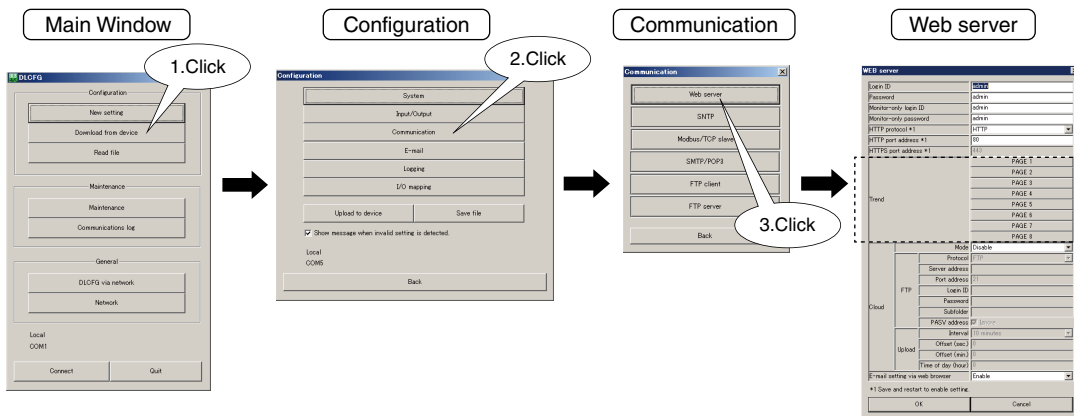 Main Window
Configuration
Communication
Web server
1.Click
2.Click
3.Click
DLCFG
Configuration
New setting
Download from device
Read file
Maintenance
Maintenance
Communications log
General
DLCFG via network
Network
Local
COM1
Connect
Quit
Configuration
System
Input/Output
Communication
E-mail
Logging
I/O mapping
Upload to device
Save file
Show message when invalid setting is detected.
Local
COM5
Back
Communication
Web server
SNTP
Modbus/TCP slave
SMTP/POP3
FTP client
FTP server
Back
WEB server
Login ID admin
Password admin
Monitor-only login ID admin
Monitor-only password admin
HTTP protocol *1 HTTP
HTTP port address *1 80
HTTPS port address *1 443
Trend
PAGE 1
PAGE 2
PAGE 3
PAGE 4
PAGE 5
PAGE 6
PAGE 7
PAGE 8
Cloud
Mode Disable
FTP
Protocol FTP
Server address
Port address 21
Login ID
Password
Subfolder
PASV address
Upload
Interval 10 minutes
Offset (sec.) 0
Offset (min.) 0
Time of day (hour) 0
E-mail setting via web browser Enable
*1 Save and restart to enable setting.
OK
Cancel